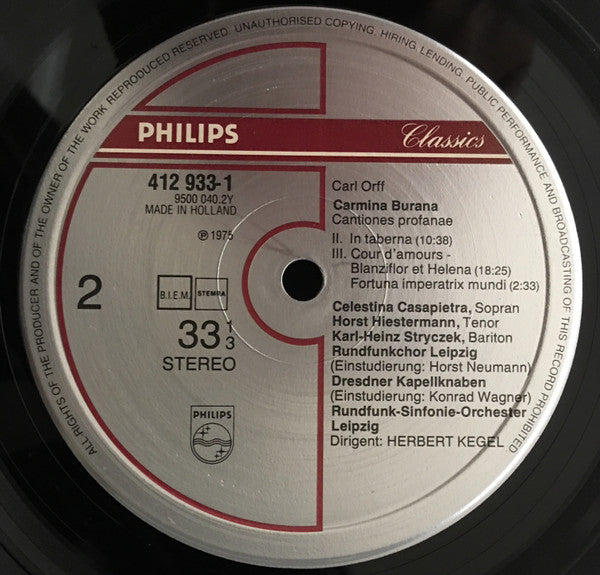 ALL RIGHTS OF THE PRODUCER AND OF THE OWNER OF THE WORK REPRODUCED RESERVED. UNAUTHORISED COPYING, HIRING, LENDING, PUBLIC PERFORMANCE AND BROADCASTING OF THIS RECORD PROHIBITED
PHILIPS Classics
412 933-1
9500 040.2Y
MADE IN HOLLAND
℗ 1975
2
B.I.E.M. STEMRA
33 1/3
STEREO
PHILIPS
Carl Orff
Carmina Burana
Cantiones profanae
II. In taberna (10:38)
III. Cour d'amours -
Blanziflor et Helena (18:25)
Fortuna imperatrix mundi (2:33)
Celestina Casapietra, Sopran
Horst Hiestermann, Tenor
Karl-Heinz Stryczek, Bariton
Rundfunkchor Leipzig
(Einstudierung: Horst Neumann)
Dresdner Kapellknaben
(Einstudierung: Konrad Wagner)
Rundfunk-Sinfonie-Orchester
Leipzig
Dirigent: HERBERT KEGEL